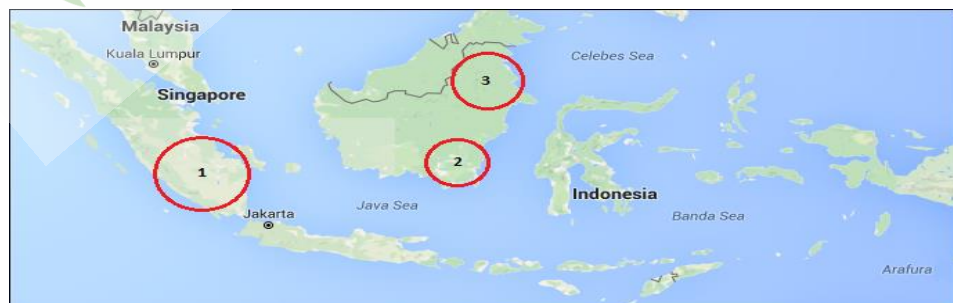 Malaysia
Kuala Lumpur
Celebes Sea
3
Singapore
2
1
Indonesia
Java Sea
Jakarta
Banda Sea
Arafura